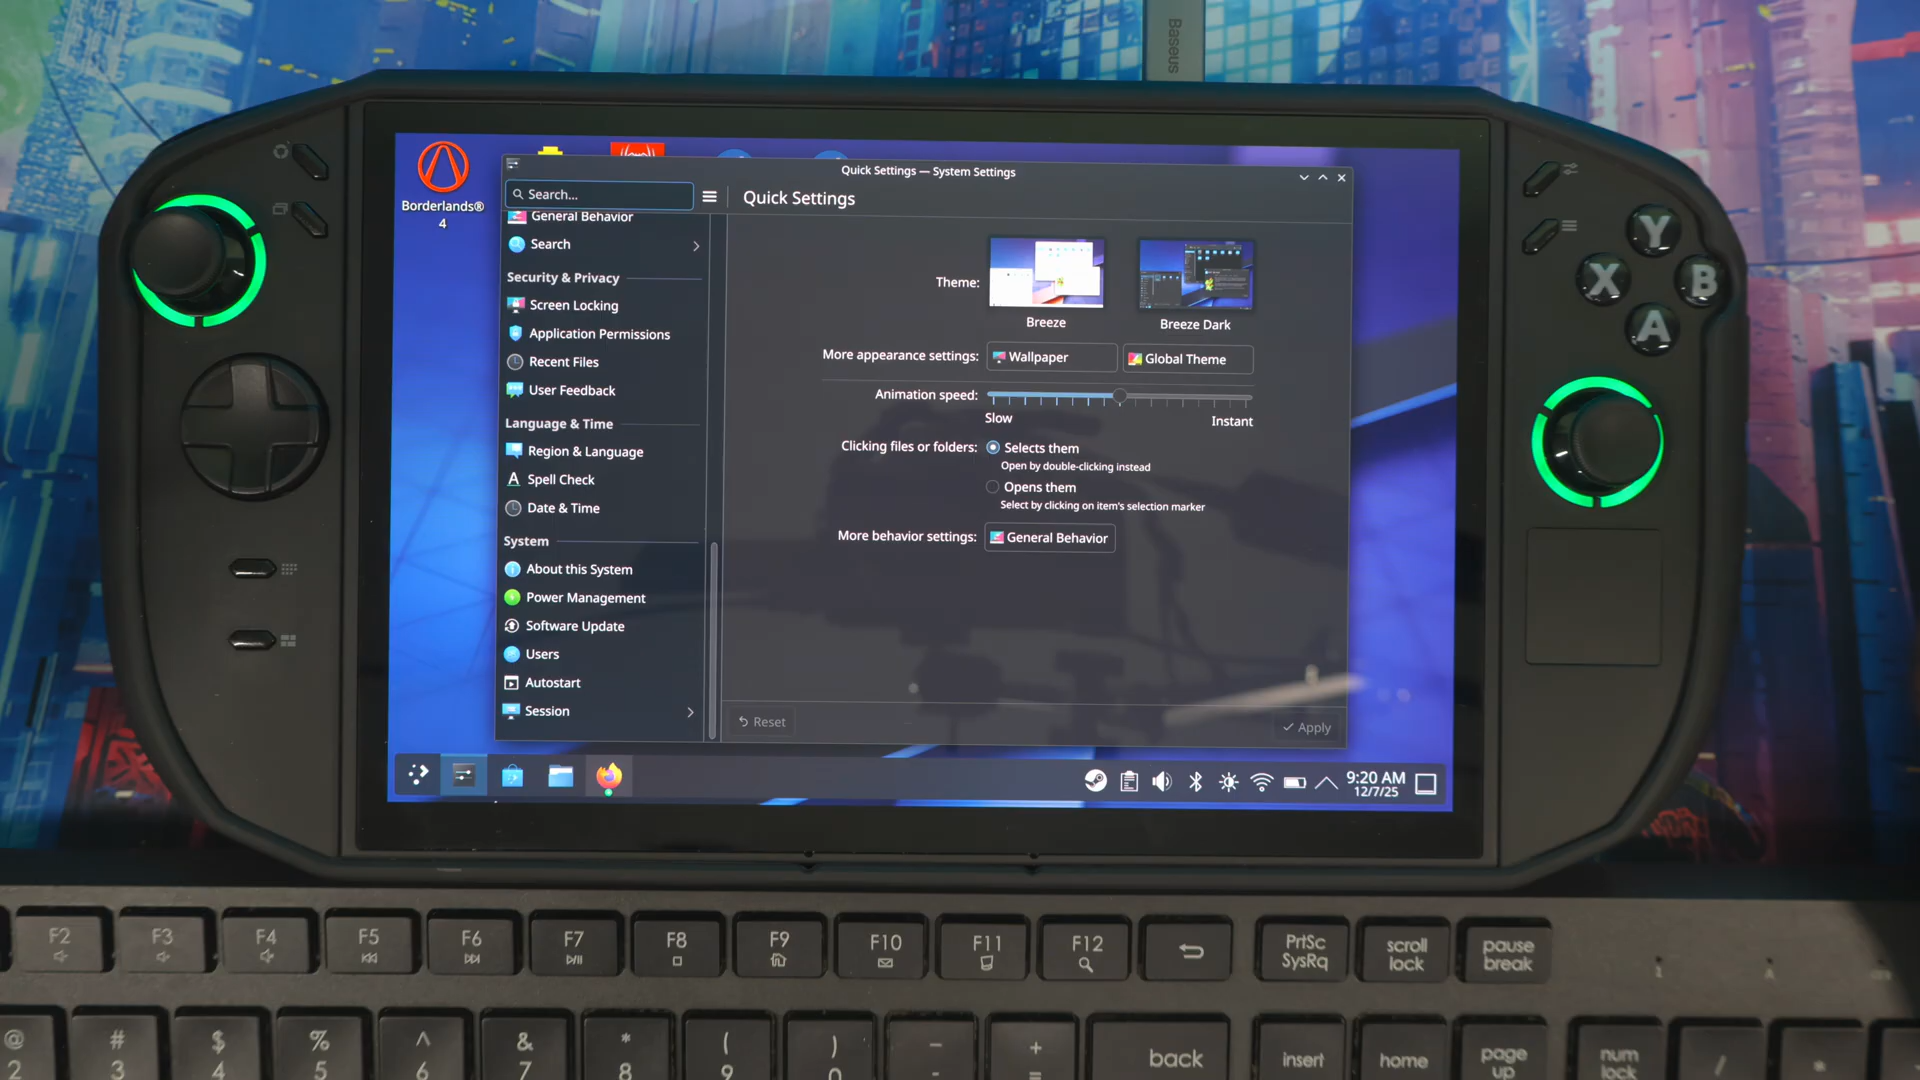 Baseus
Borderlands®
4
Quick Settings — System Settings
Search...
Quick Settings
General Behavior
Search
Security & Privacy
Screen Locking
Application Permissions
Recent Files
User Feedback
Language & Time
Region & Language
Spell Check
Date & Time
System
About this System
Power Management
Software Update
Users
Autostart
Session
Theme:
Breeze
Breeze Dark
More appearance settings:
Wallpaper
Global Theme
Animation speed:
Slow
Instant
Clicking files or folders:
Selects them
Open by double-clicking instead
Opens them
Select by clicking on item's selection marker
More behavior settings:
General Behavior
Reset
Apply
9:20 AM
12/7/25
Y
X
B
A
F2
F3
F4
F5
F6
F7
F8
F9
F10
F11
F12
PrtSc
SysRq
scroll
lock
pause
break
@
2
#
3
$
4
%
5
^
6
&
7
*
8
(
9
)
0
–
-
+
=
back
insert
home
page
up
num
lock
/
*